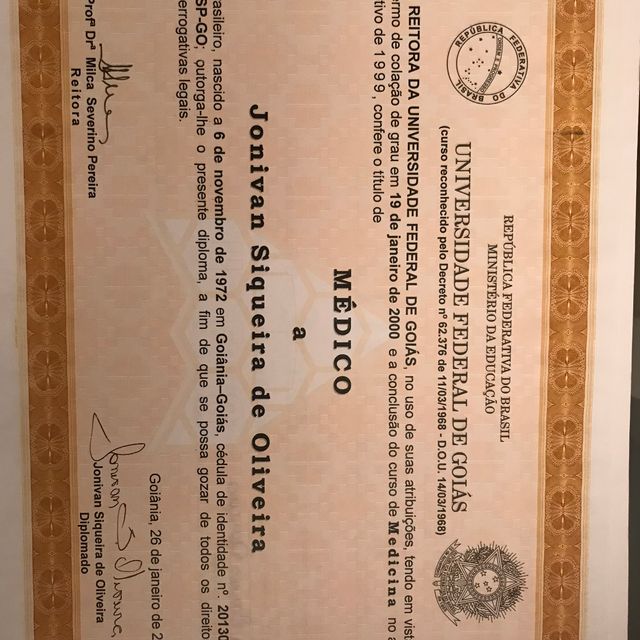 REPÚBLICA FEDERATIVA DO BRASIL
MINISTÉRIO DA EDUCAÇÃO
UNIVERSIDADE FEDERAL DE GOIÁS
(curso reconhecido pelo Decreto nº 62.376 de 11/03/1968 - D.O.U. 14/03/1968)
REPÚBLICA FEDERATIVA DO BRASIL
REITORA DA UNIVERSIDADE FEDERAL DE GOIÁS, no uso de suas atribuições, tendo em vist
ermo de colação de grau em 19 de janeiro de 2000 e a conclusão do curso de Medicina no a
tivo de 1999, confere o título de
MÉDICO
a
Jonivan Siqueira de Oliveira
rasileiro, nascido a 6 de novembro de 1972 em Goiânia–Goiás, cédula de identidade nº. 2013
SP-GO; outorga-lhe o presente diploma, a fim de que se possa gozar de todos os direito
errogativas legais.
Goiânia, 26 de janeiro de 2
Jonivan S Oliveira
Profª Drª Milca Severino Pereira
Reitora
Jonivan Siqueira de Oliveira
Diplomado